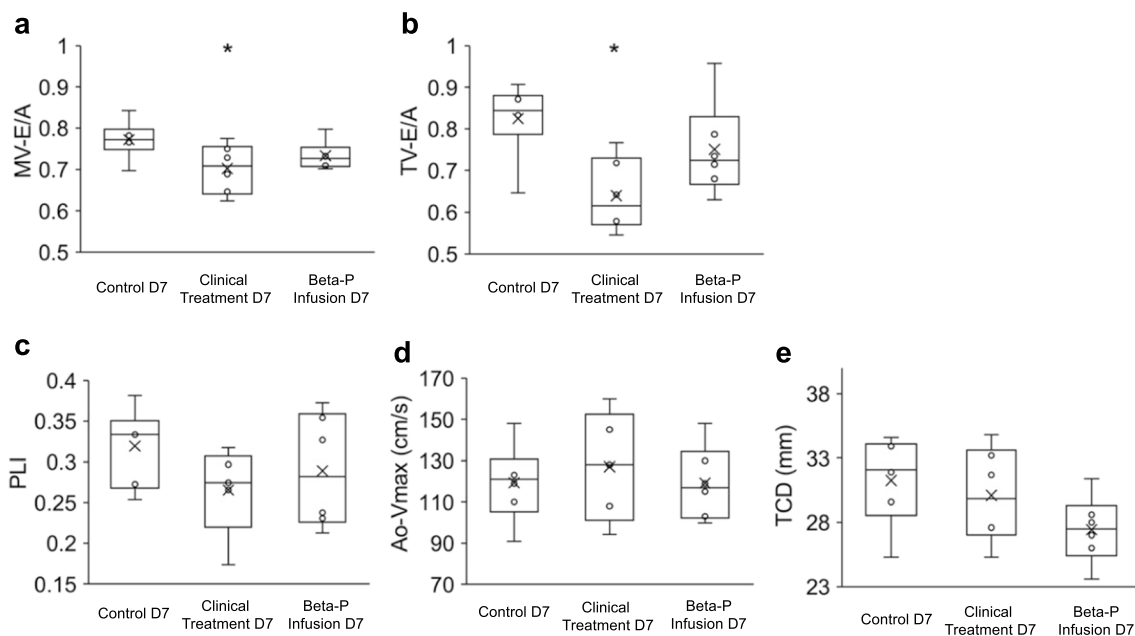 a
*
MV-E/A
1
0.9
0.8
0.7
0.6
0.5
Control D7
Clinical
Treatment D7
Beta-P
Infusion D7
b
*
TV-E/A
1
0.9
0.8
0.7
0.6
0.5
Control D7
Clinical
Treatment D7
Beta-P
Infusion D7
c
PLI
0.4
0.35
0.3
0.25
0.2
0.15
Control D7
Clinical
Treatment D7
Beta-P
Infusion D7
d
Ao-Vmax (cm/s)
170
150
130
110
90
70
Control D7
Clinical
Treatment D7
Beta-P
Infusion D7
e
TCD (mm)
38
33
28
23
Control D7
Clinical
Treatment D7
Beta-P
Infusion D7